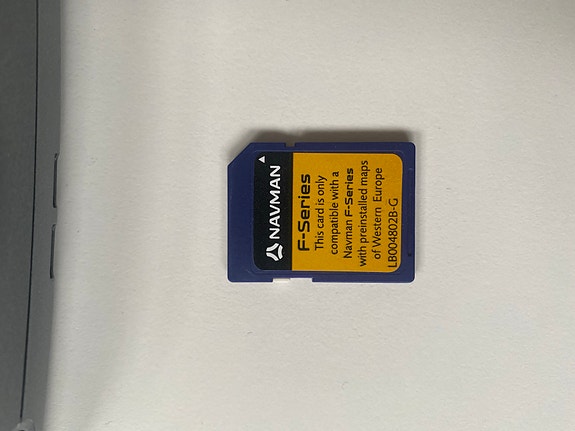 NAVMAN
F-Series
This card is only
compatible with a
Navman F-Series
with preinstalled maps
of Western Europe
LB004802B-G